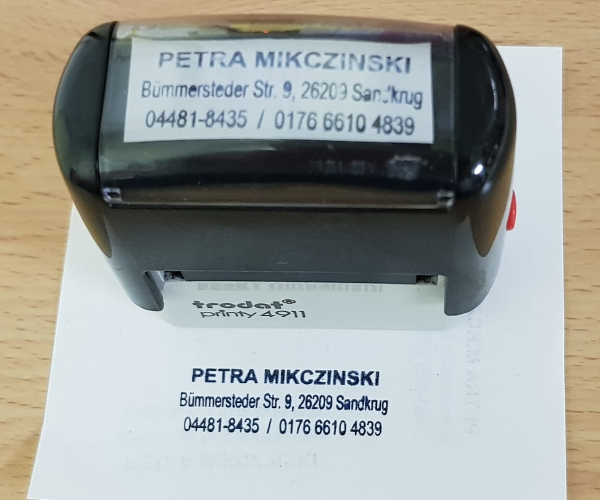 PETRA MIKCZINSKI
Bümmersteder Str. 9, 26209 Sandkrug
04481-8435 / 0176 6610 4839
trodat®
printy 4911
PETRA MIKCZINSKI
Bümmersteder Str. 9, 26209 Sandkrug
04481-8435 / 0176 6610 4839